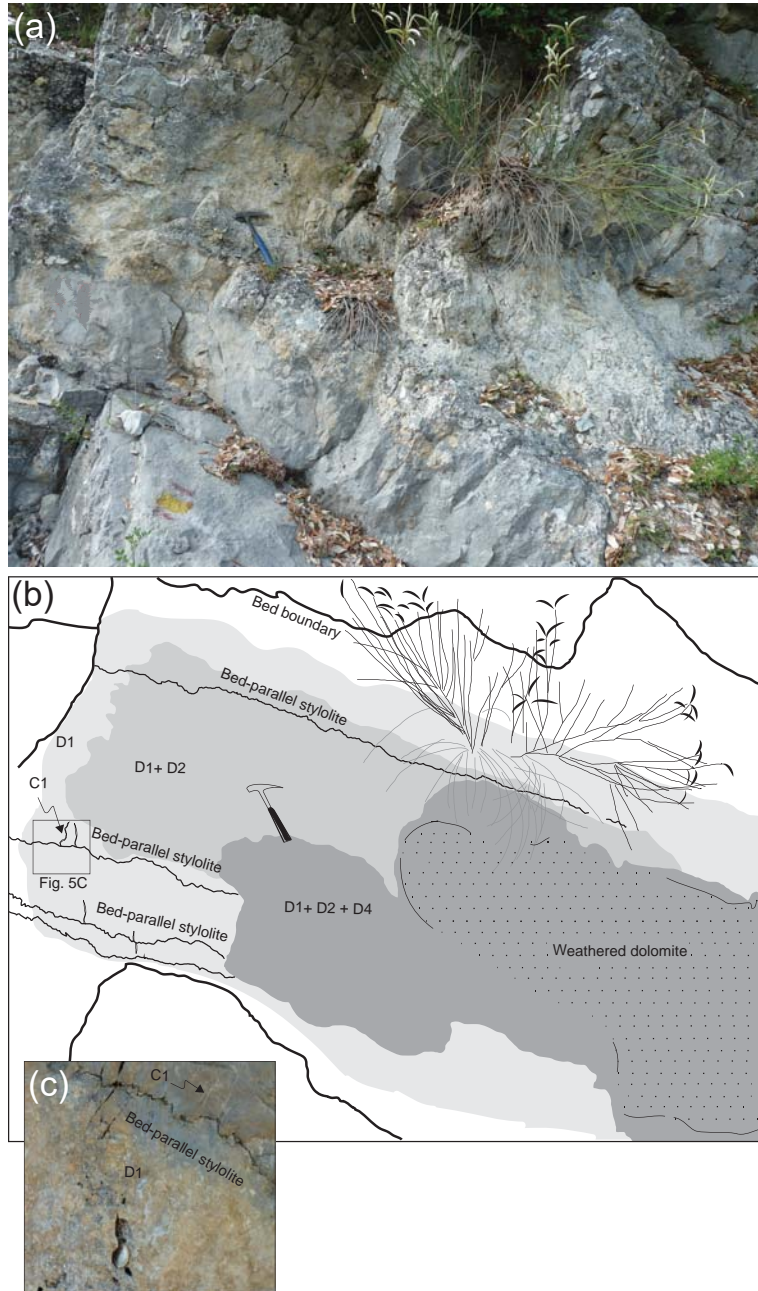 (a)
(b)
Bed boundary
Bed-parallel stylolite
D1
D1+ D2
C1
Bed-parallel stylolite
Fig. 5C
D1+ D2 + D4
Bed-parallel stylolite
Weathered dolomite
(c)
C1
Bed-parallel stylolite
D1